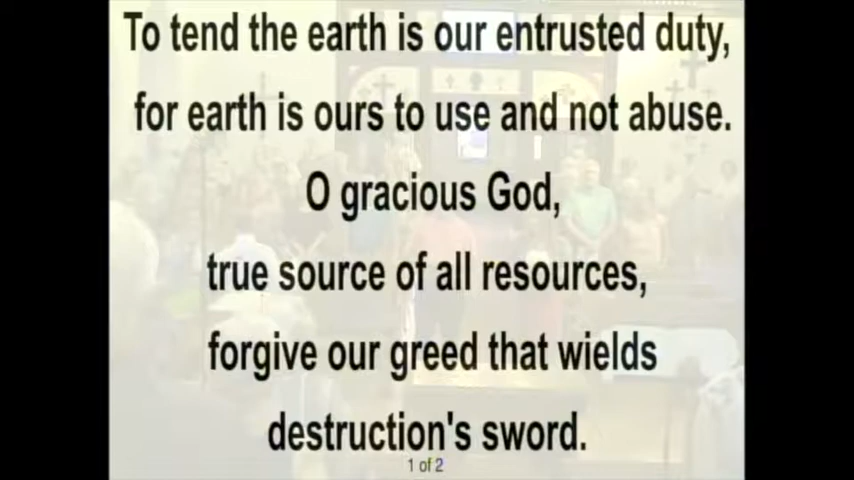 To tend the earth is our entrusted duty,
for earth is ours to use and not abuse.
O gracious God,
true source of all resources,
forgive our greed that wields
destruction's sword.
1 of 2